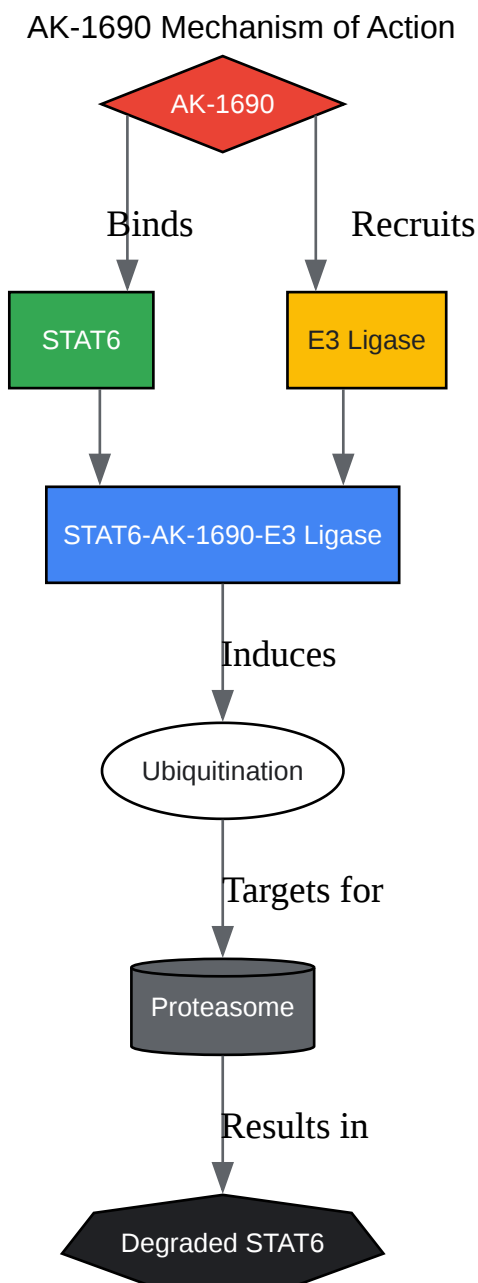 AK-1690 Mechanism of Action
AK-1690
Binds
Recruits
STAT6
E3 Ligase
STAT6-AK-1690-E3 Ligase
Induces
Ubiquitination
Targets for
Proteasome
Results in
Degraded STAT6